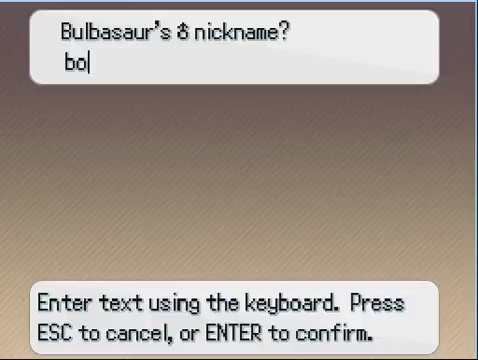 Bulbasaur's ♂ nickname?
bo
Enter text using the keyboard. Press
ESC to cancel, or ENTER to confirm.